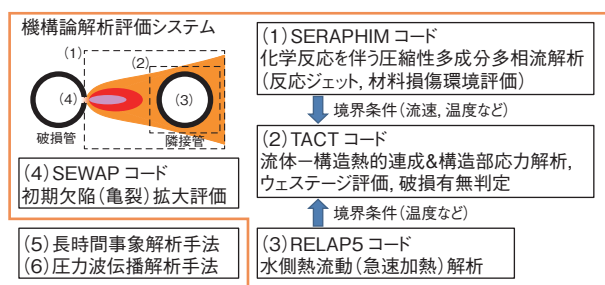 機構論解析評価システム
(1)
(2)
(4)
(3)
破損管
隣接管
(4)SEWAP コード
初期欠陥(亀裂)拡大評価
(5)長時間事象解析手法
(6)圧力波伝播解析手法
(1)SERAPHIM コード
化学反応を伴う圧縮性多成分多相流解析
(反応ジェット, 材料損傷環境評価)
境界条件(流速, 温度など)
(2)TACT コード
流体－構造熱的連成&構造部応力解析,
ウェステージ評価, 破損有無判定
境界条件(温度など)
(3)RELAP5 コード
水側熱流動(急速加熱)解析